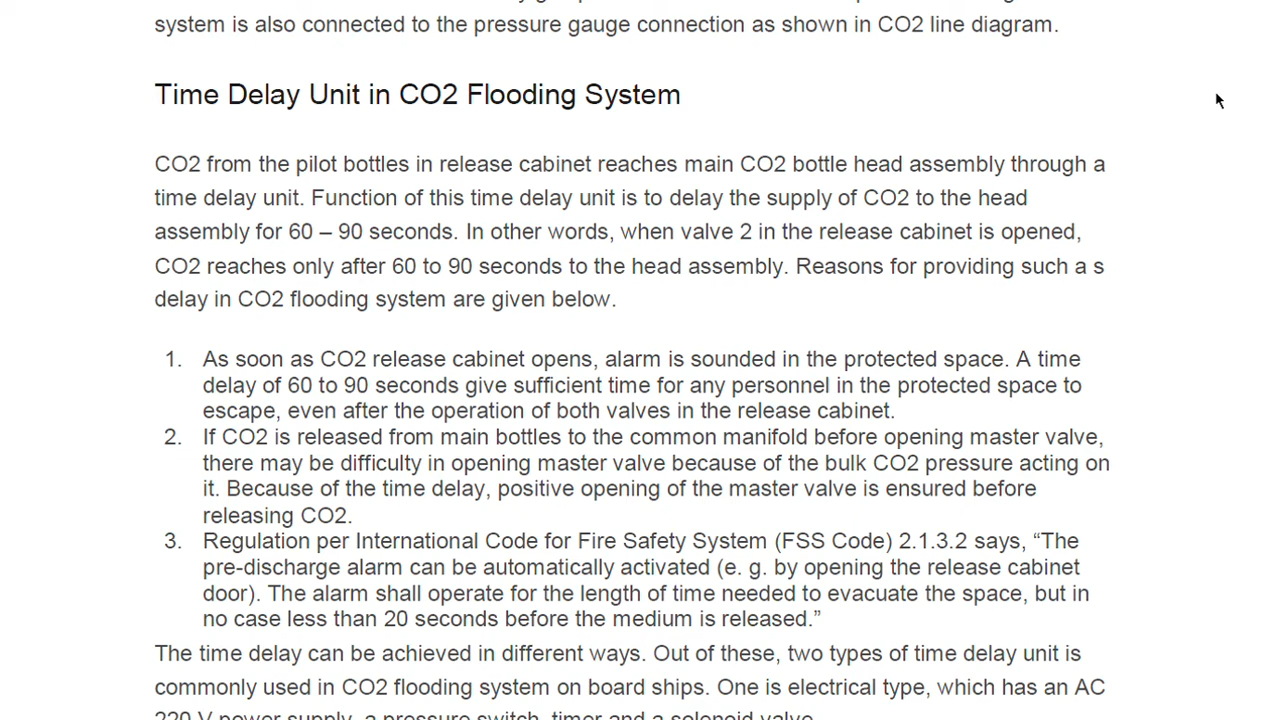 system is also connected to the pressure gauge connection as shown in CO2 line diagram.
Time Delay Unit in CO2 Flooding System
CO2 from the pilot bottles in release cabinet reaches main CO2 bottle head assembly through a
time delay unit. Function of this time delay unit is to delay the supply of CO2 to the head
assembly for 60 – 90 seconds. In other words, when valve 2 in the release cabinet is opened,
CO2 reaches only after 60 to 90 seconds to the head assembly. Reasons for providing such a s
delay in CO2 flooding system are given below.
1. As soon as CO2 release cabinet opens, alarm is sounded in the protected space. A time
delay of 60 to 90 seconds give sufficient time for any personnel in the protected space to
escape, even after the operation of both valves in the release cabinet.
2. If CO2 is released from main bottles to the common manifold before opening master valve,
there may be difficulty in opening master valve because of the bulk CO2 pressure acting on
it. Because of the time delay, positive opening of the master valve is ensured before
releasing CO2.
3. Regulation per International Code for Fire Safety System (FSS Code) 2.1.3.2 says, “The
pre-discharge alarm can be automatically activated (e. g. by opening the release cabinet
door). The alarm shall operate for the length of time needed to evacuate the space, but in
no case less than 20 seconds before the medium is released.”
The time delay can be achieved in different ways. Out of these, two types of time delay unit is
commonly used in CO2 flooding system on board ships. One is electrical type, which has an AC
220 V power supply, a pressure switch, timer and a solenoid valve.